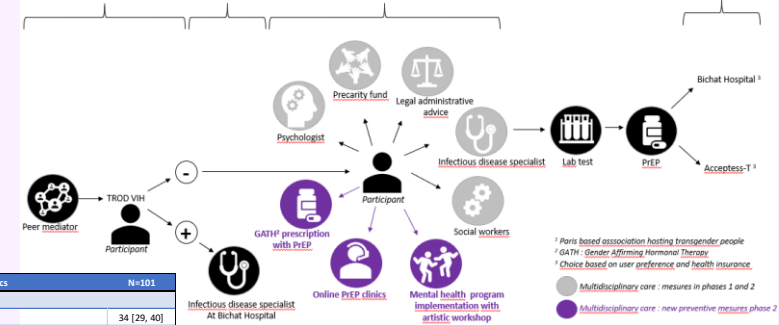 Precarity fund
Legal administrative
advice
Psychologist
Bichat Hospital ³
Infectious disease specialist
Lab test
PrEP
Acceptess-T ³
-
TROD VIH
Participant
Peer mediator
Participant
+
Social workers
GATH² prescription
with PrEP
Online PrEP clinics
Mental health program
implementation with
artistic workshop
Infectious disease specialist
At Bichat Hospital
¹ Paris based asssociation hosting transgender people
² GATH : Gender Affirming Hormonal Therapy
³ Choice based on user preference and health insurance
Multidisciplinary care : mesures in phases 1 and 2
Multidisciplinary care : new preventive mesures phase 2
cs N=101
34 [29, 40]